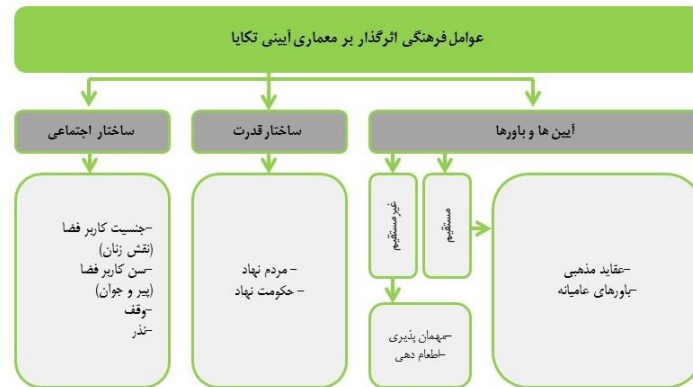 عوامل فرهنگی اثرگذار بر معماری آیینی تکایا
آیین ها و باورها
ساختار قدرت
ساختار اجتماعی
مستقیم
غیر مستقیم
-عقاید مذهبی
-باورهای عامیانه
-مهمان پذیری
-اطعام دهی
- مردم نهاد
- حکومت نهاد
-جنسیت کاربر فضا
(نقش زنان)
-سن کاربر فضا
(پیر و جوان)
-وقف
-نذر